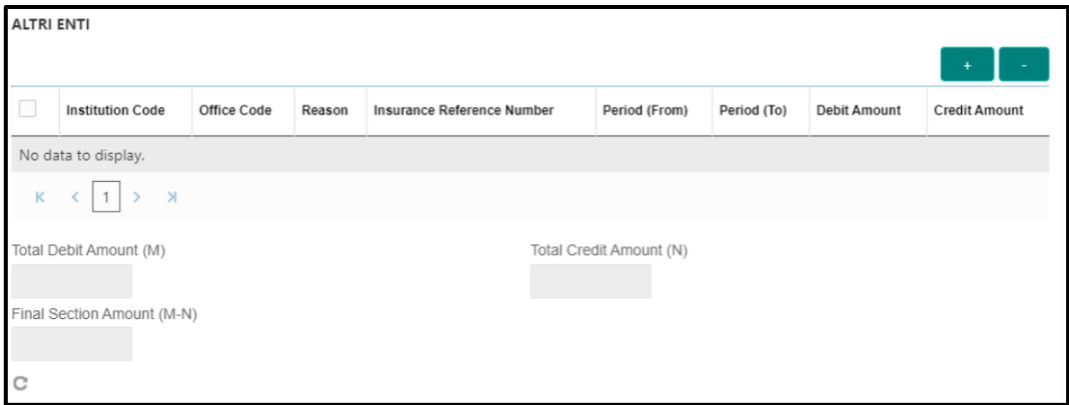 ALTRI ENTI
+ -
Institution Code Office Code Reason Insurance Reference Number Period (From) Period (To) Debit Amount Credit Amount
No data to display.
1
Total Debit Amount (M) Total Credit Amount (N)
Final Section Amount (M-N)